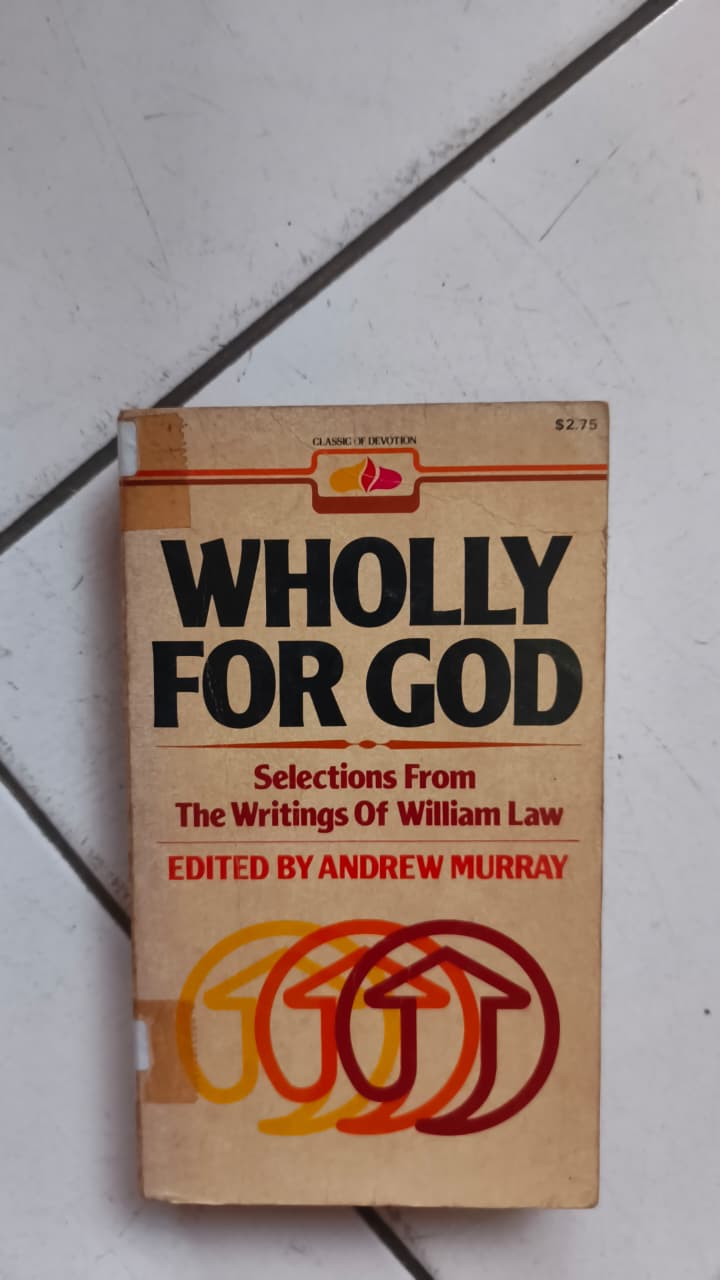 $2.75
CLASSIC OF DEVOTION
WHOLLY
FOR GOD
Selections From
The Writings Of William Law
EDITED BY ANDREW MURRAY